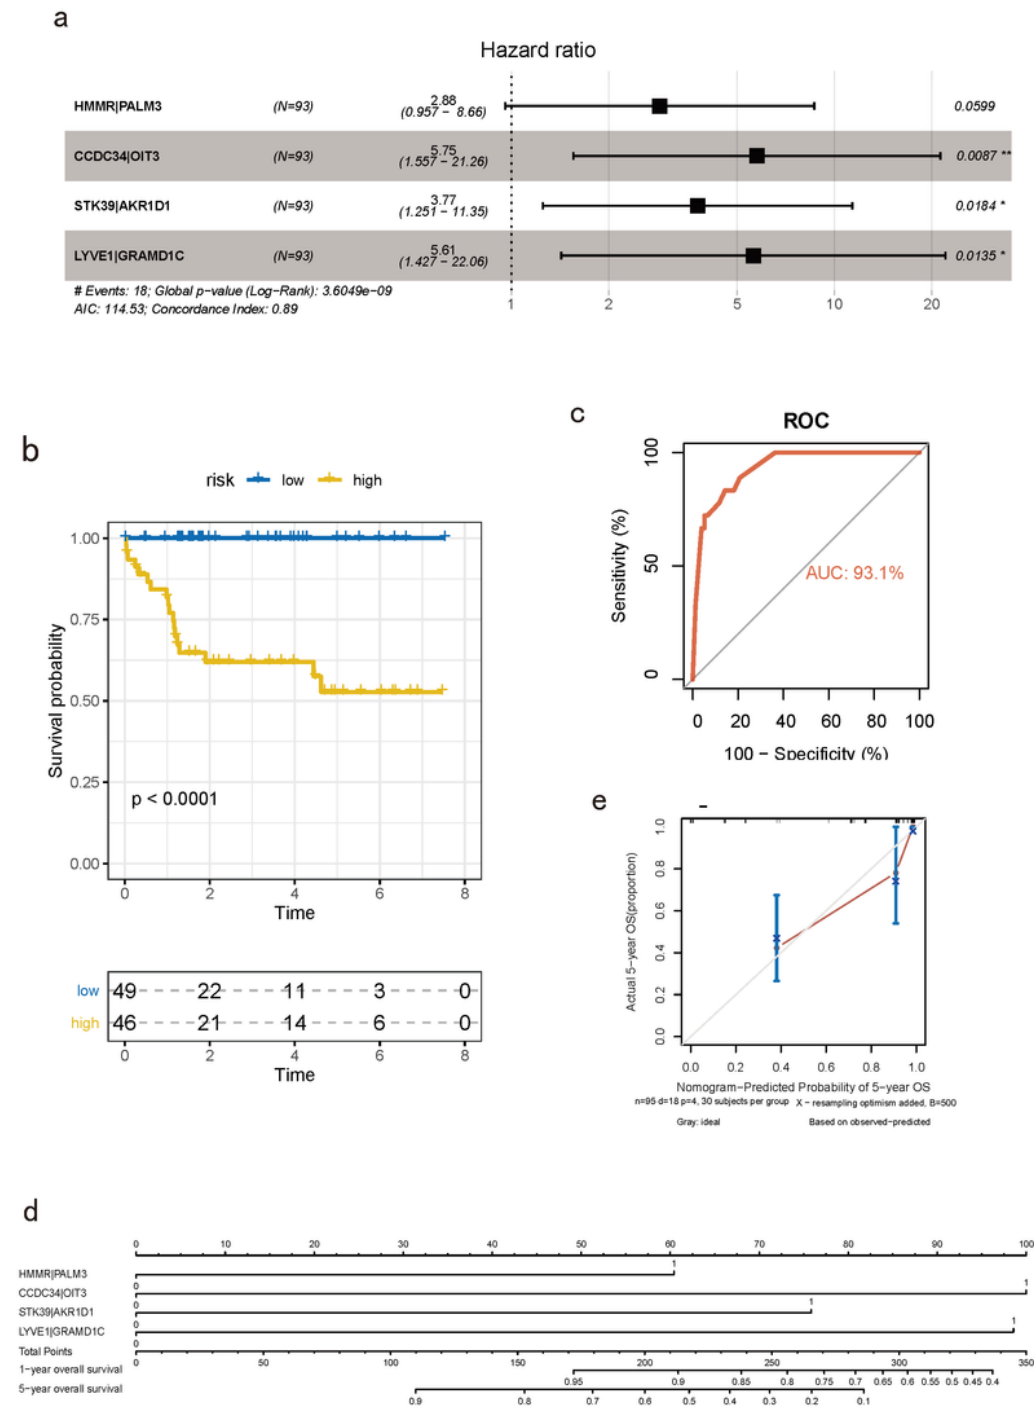 a
Hazard ratio
HMMR|PALM3 (N=93) 2.88 (0.957 − 8.66) 0.0599
CCDC34|OIT3 (N=93) 5.75 (1.557 − 21.26) 0.0087 **
STK39|AKR1D1 (N=93) 3.77 (1.251 − 11.35) 0.0184 *
LYVE1|GRAMD1C (N=93) 5.61 (1.427 − 22.06) 0.0135 *
# Events: 18; Global p−value (Log−Rank): 3.6049e−09
AIC: 114.53; Concordance Index: 0.89
1 2 5 10 20
b
risk low high
1.00
0.75
0.50
0.25
0.00
Survival probability
p < 0.0001
0 2 4 6 8
Time
low 49 22 11 3 0
high 46 21 14 6 0
0 2 4 6 8
Time
c
ROC
100
50
0
Sensitivity (%)
AUC: 93.1%
0 20 40 60 80 100
100 − Specificity (%)
e
1.0
0.8
0.6
0.4
0.2
0.0
Actual 5−year OS(proportion)
0.0 0.2 0.4 0.6 0.8 1.0
Nomogram−Predicted Probability of 5−year OS
n=95 d=18 p=4, 30 subjects per group X − resampling optimism added, B=500
Gray: ideal Based on observed−predicted
d
0 10 20 30 40 50 60 70 80 90 100
HMMR|PALM3 0 1
CCDC34|OIT3 0 1
STK39|AKR1D1 0 1
LYVE1|GRAMD1C 0 1
Total Points 0 50 100 150 200 250 300 350
1−year overall survival 0.95 0.9 0.85 0.8 0.75 0.7 0.65 0.6 0.55 0.5 0.45 0.4
5−year overall survival 0.9 0.8 0.7 0.6 0.5 0.4 0.3 0.2 0.1